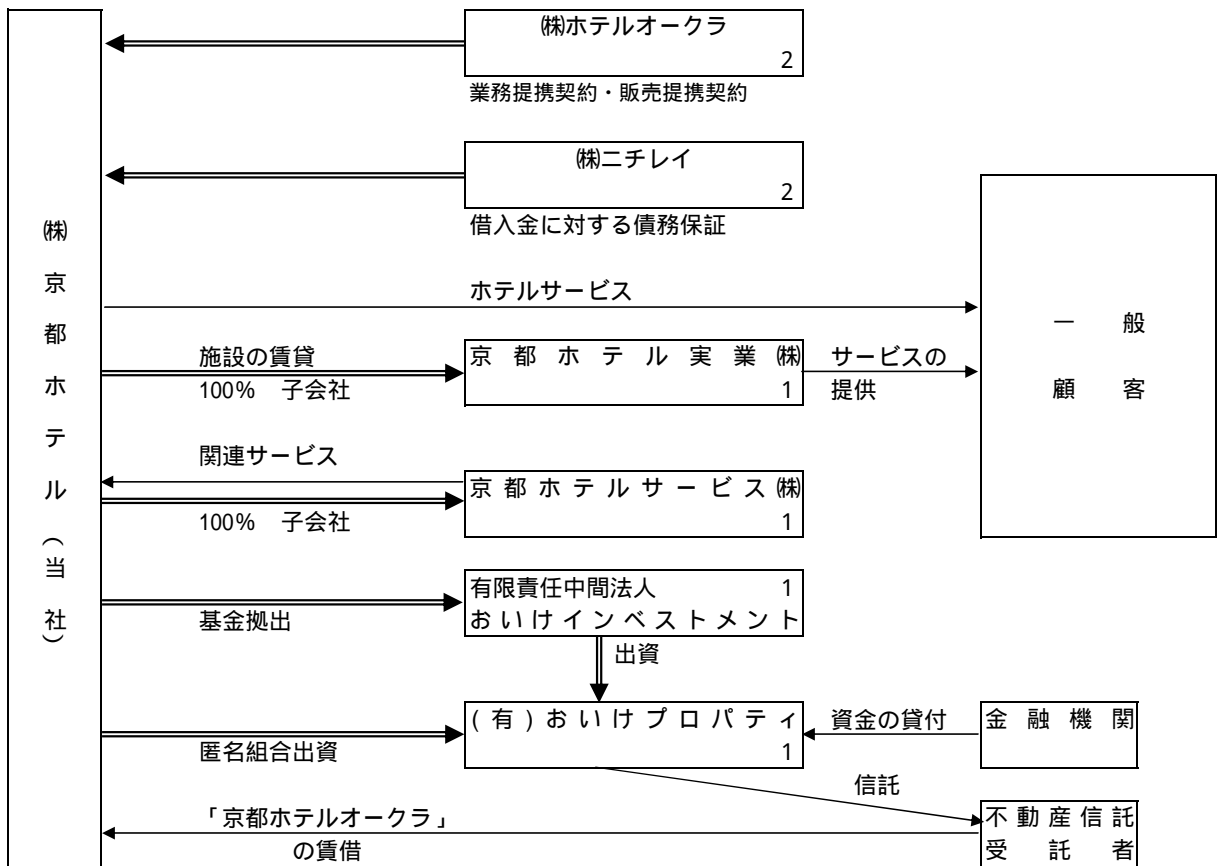 ㈱ホテルオークラ
2
業務提携契約・販売提携契約
㈱ニチレイ
2
借入金に対する債務保証
㈱京都ホテル(当社)
ホテルサービス
一般
顧客
施設の賃貸
100% 子会社
京都ホテル実業㈱
1
サービスの
提供
関連サービス
100% 子会社
京都ホテルサービス㈱
1
基金拠出
有限責任中間法人 1
おいけインベストメント
出資
匿名組合出資
(有)おいけプロパティ
1
資金の貸付
金融機関
信託
「京都ホテルオークラ」
の賃借
不動産信託
受託者